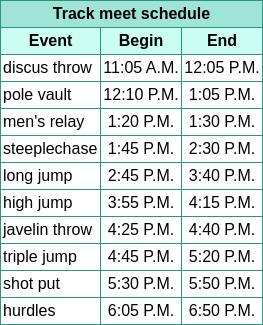 Track meet schedule
Event Begin End
discus throw 11:05 A.M. 12:05 P.M.
pole vault 12:10 P.M. 1:05 P.M.
men's relay 1:20 P.M. 1:30 P.M.
steeplechase 1:45 P.M. 2:30 P.M.
long jump 2:45 P.M. 3:40 P.M.
high jump 3:55 P.M. 4:15 P.M.
javelin throw 4:25 P.M. 4:40 P.M.
triple jump 4:45 P.M. 5:20 P.M.
shot put 5:30 P.M. 5:50 P.M.
hurdles 6:05 P.M. 6:50 P.M.